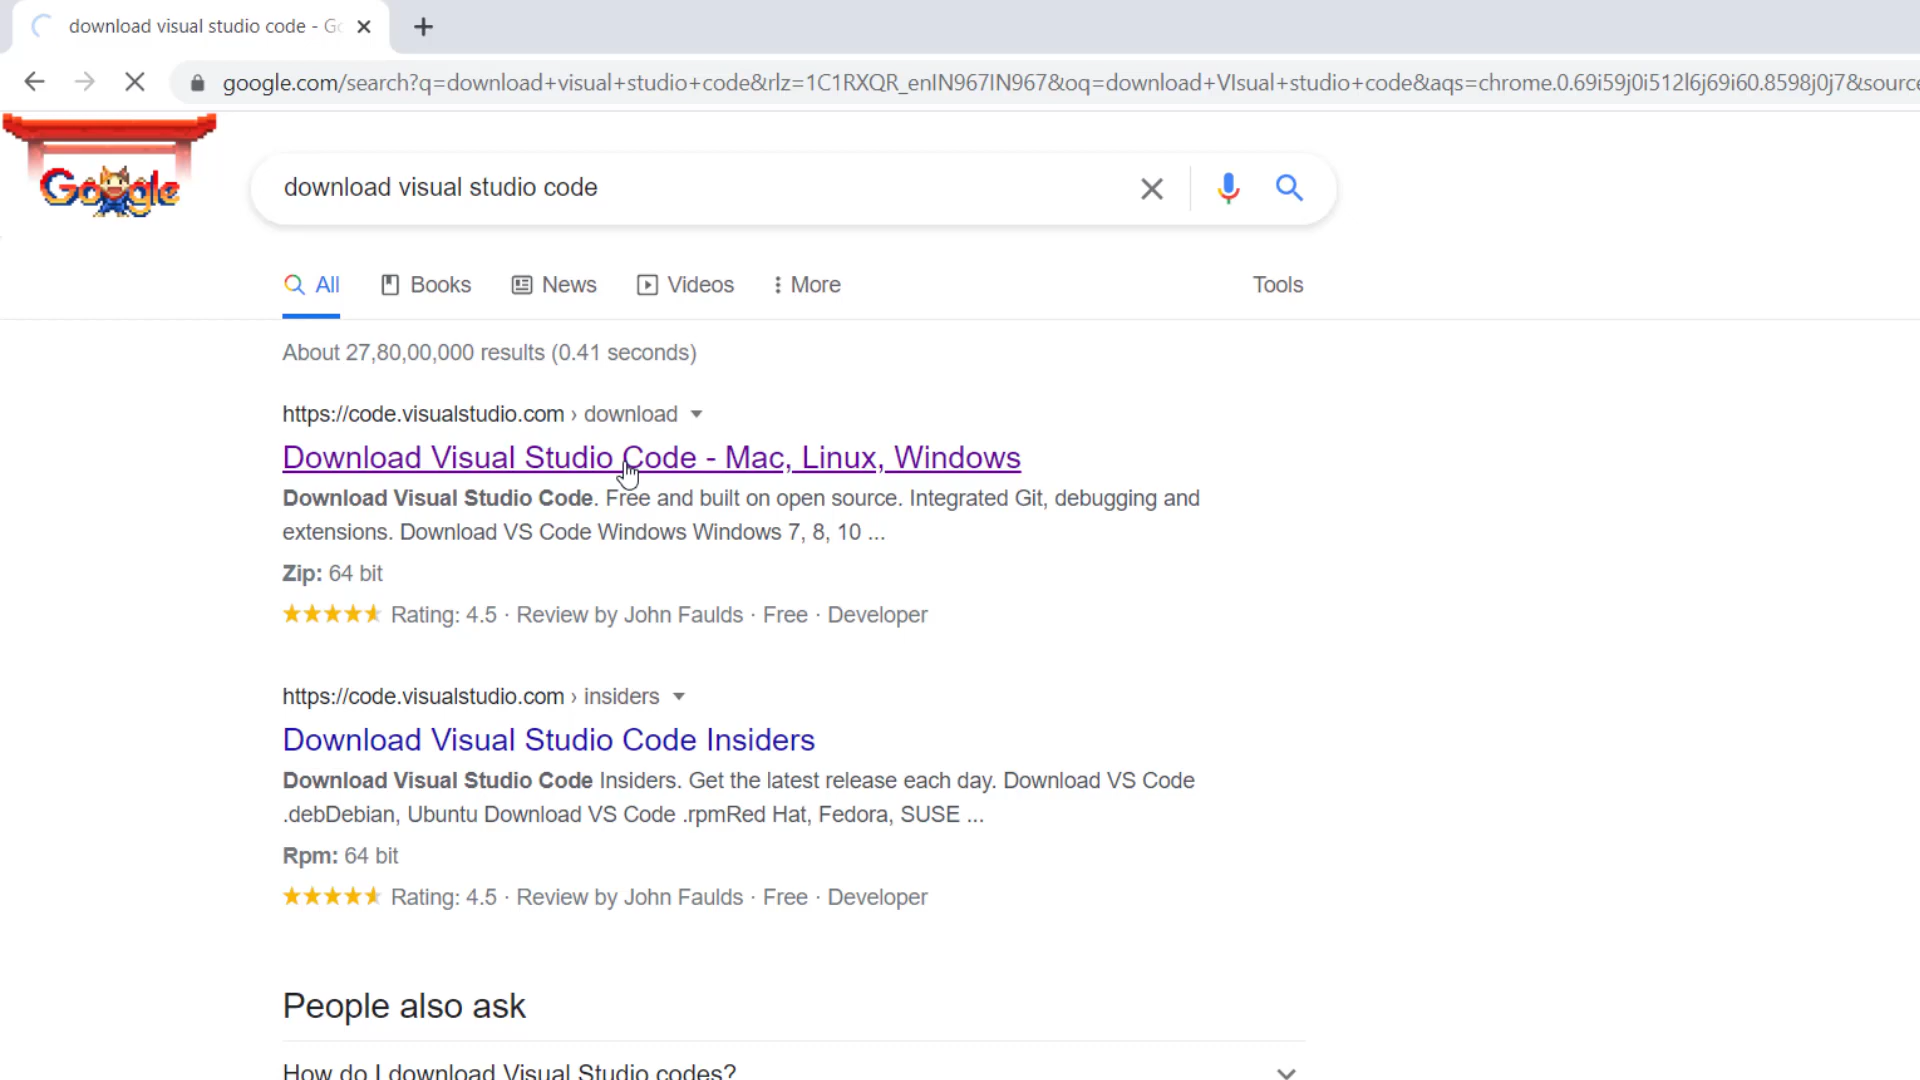 download visual studio code - Go
google.com/search?q=download+visual+studio+code&rlz=1C1RXQR_enIN967IN967&oq=download+VIsual+studio+code&aqs=chrome.0.69i59j0i512l6j69i60.8598j0j7&source
Google
download visual studio code
All Books News Videos More Tools
About 27,80,00,000 results (0.41 seconds)
https://code.visualstudio.com › download
Download Visual Studio Code - Mac, Linux, Windows
Download Visual Studio Code. Free and built on open source. Integrated Git, debugging and
extensions. Download VS Code Windows Windows 7, 8, 10 ...
Zip: 64 bit
Rating: 4.5 · Review by John Faulds · Free · Developer
https://code.visualstudio.com › insiders
Download Visual Studio Code Insiders
Download Visual Studio Code Insiders. Get the latest release each day. Download VS Code
.debDebian, Ubuntu Download VS Code .rpmRed Hat, Fedora, SUSE ...
Rpm: 64 bit
Rating: 4.5 · Review by John Faulds · Free · Developer
People also ask
How do I download Visual Studio codes?